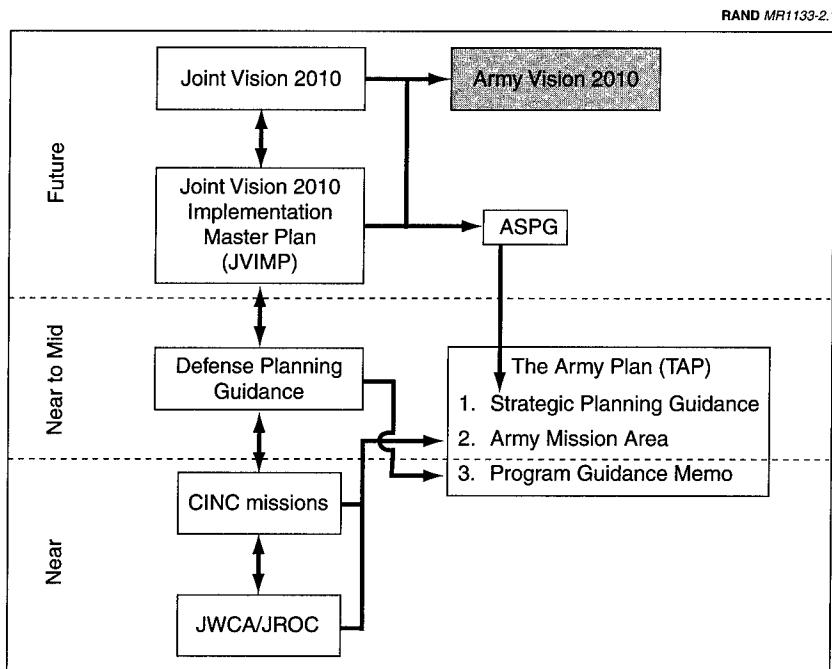 RAND MR1133-2.1
Future
Joint Vision 2010
Army Vision 2010
Joint Vision 2010
Implementation
Master Plan
(JVIMP)
ASPG
Near to Mid
Defense Planning
Guidance
The Army Plan (TAP)
1. Strategic Planning Guidance
2. Army Mission Area
3. Program Guidance Memo
Near
CINC missions
JWCA/JROC